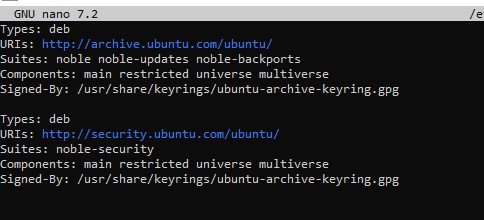 GNU nano 7.2 /e
Types: deb
URIs: http://archive.ubuntu.com/ubuntu/
Suites: noble noble-updates noble-backports
Components: main restricted universe multiverse
Signed-By: /usr/share/keyrings/ubuntu-archive-keyring.gpg
Types: deb
URIs: http://security.ubuntu.com/ubuntu/
Suites: noble-security
Components: main restricted universe multiverse
Signed-By: /usr/share/keyrings/ubuntu-archive-keyring.gpg